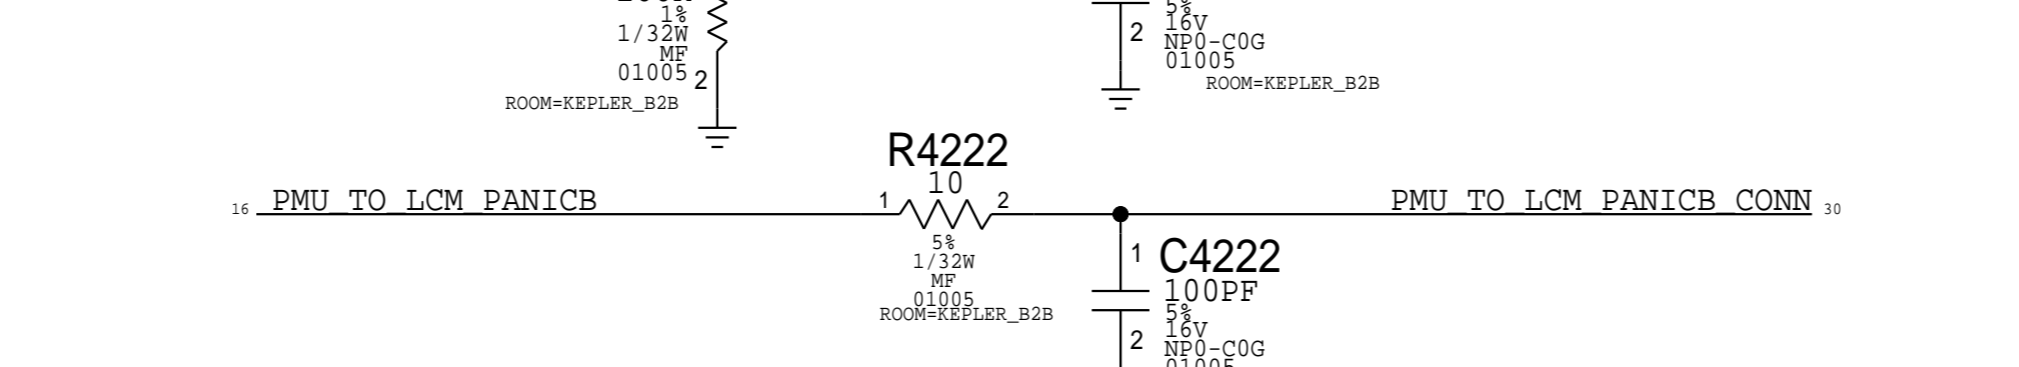 1%
1/32W
MF
01005
2
ROOM=KEPLER_B2B
5%
16V
2
NP0-C0G
01005
ROOM=KEPLER_B2B
R4222
10
16 PMU_TO_LCM_PANICB
1
2
PMU_TO_LCM_PANICB_CONN 30
5%
1/32W
MF
01005
ROOM=KEPLER_B2B
1
C4222
100PF
5%
16V
2
NP0-C0G
01005